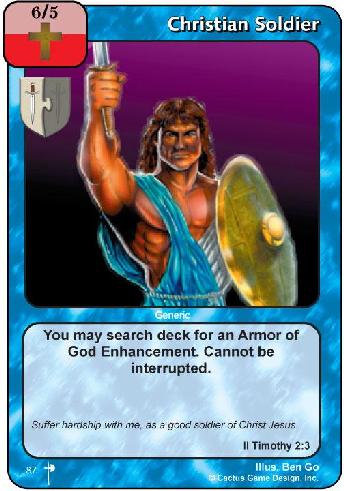 6/5
Christian Soldier
Generic
You may search deck for an Armor of
God Enhancement. Cannot be
interrupted.
Suffer hardship with me, as a good soldier of Christ Jesus.
II Timothy 2:3
87
Illus. Ben Go
© Cactus Game Design, Inc.